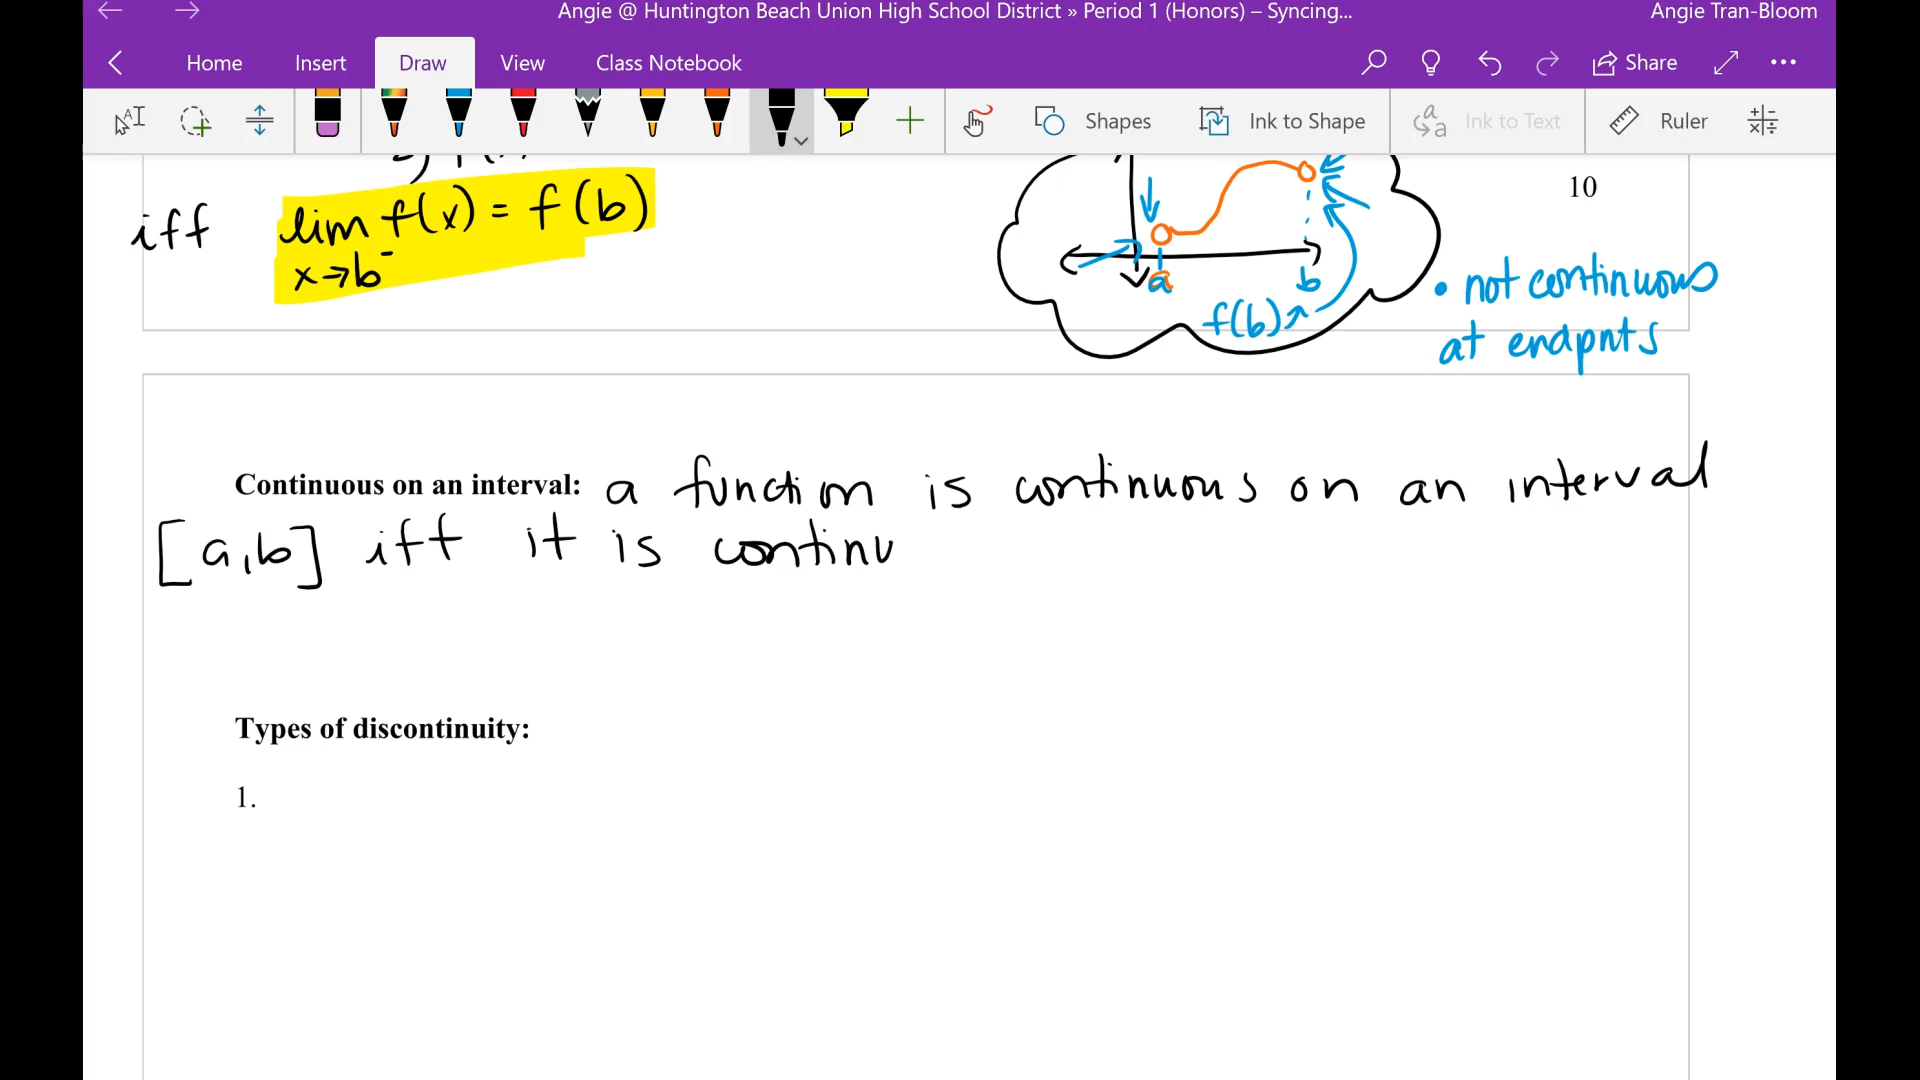 Angie @ Huntington Beach Union High School District » Period 1 (Honors) – Syncing...
Angie Tran-Bloom
Home Insert Draw View Class Notebook Share
Shapes Ink to Shape Ink to Text Ruler
10
iff lim f(x) = f(b)
x→b⁻
a
b
f(b)
• not continuous
at endpnts
Continuous on an interval: a function is continuous on an interval
[a,b] iff it is continu
Types of discontinuity:
1.